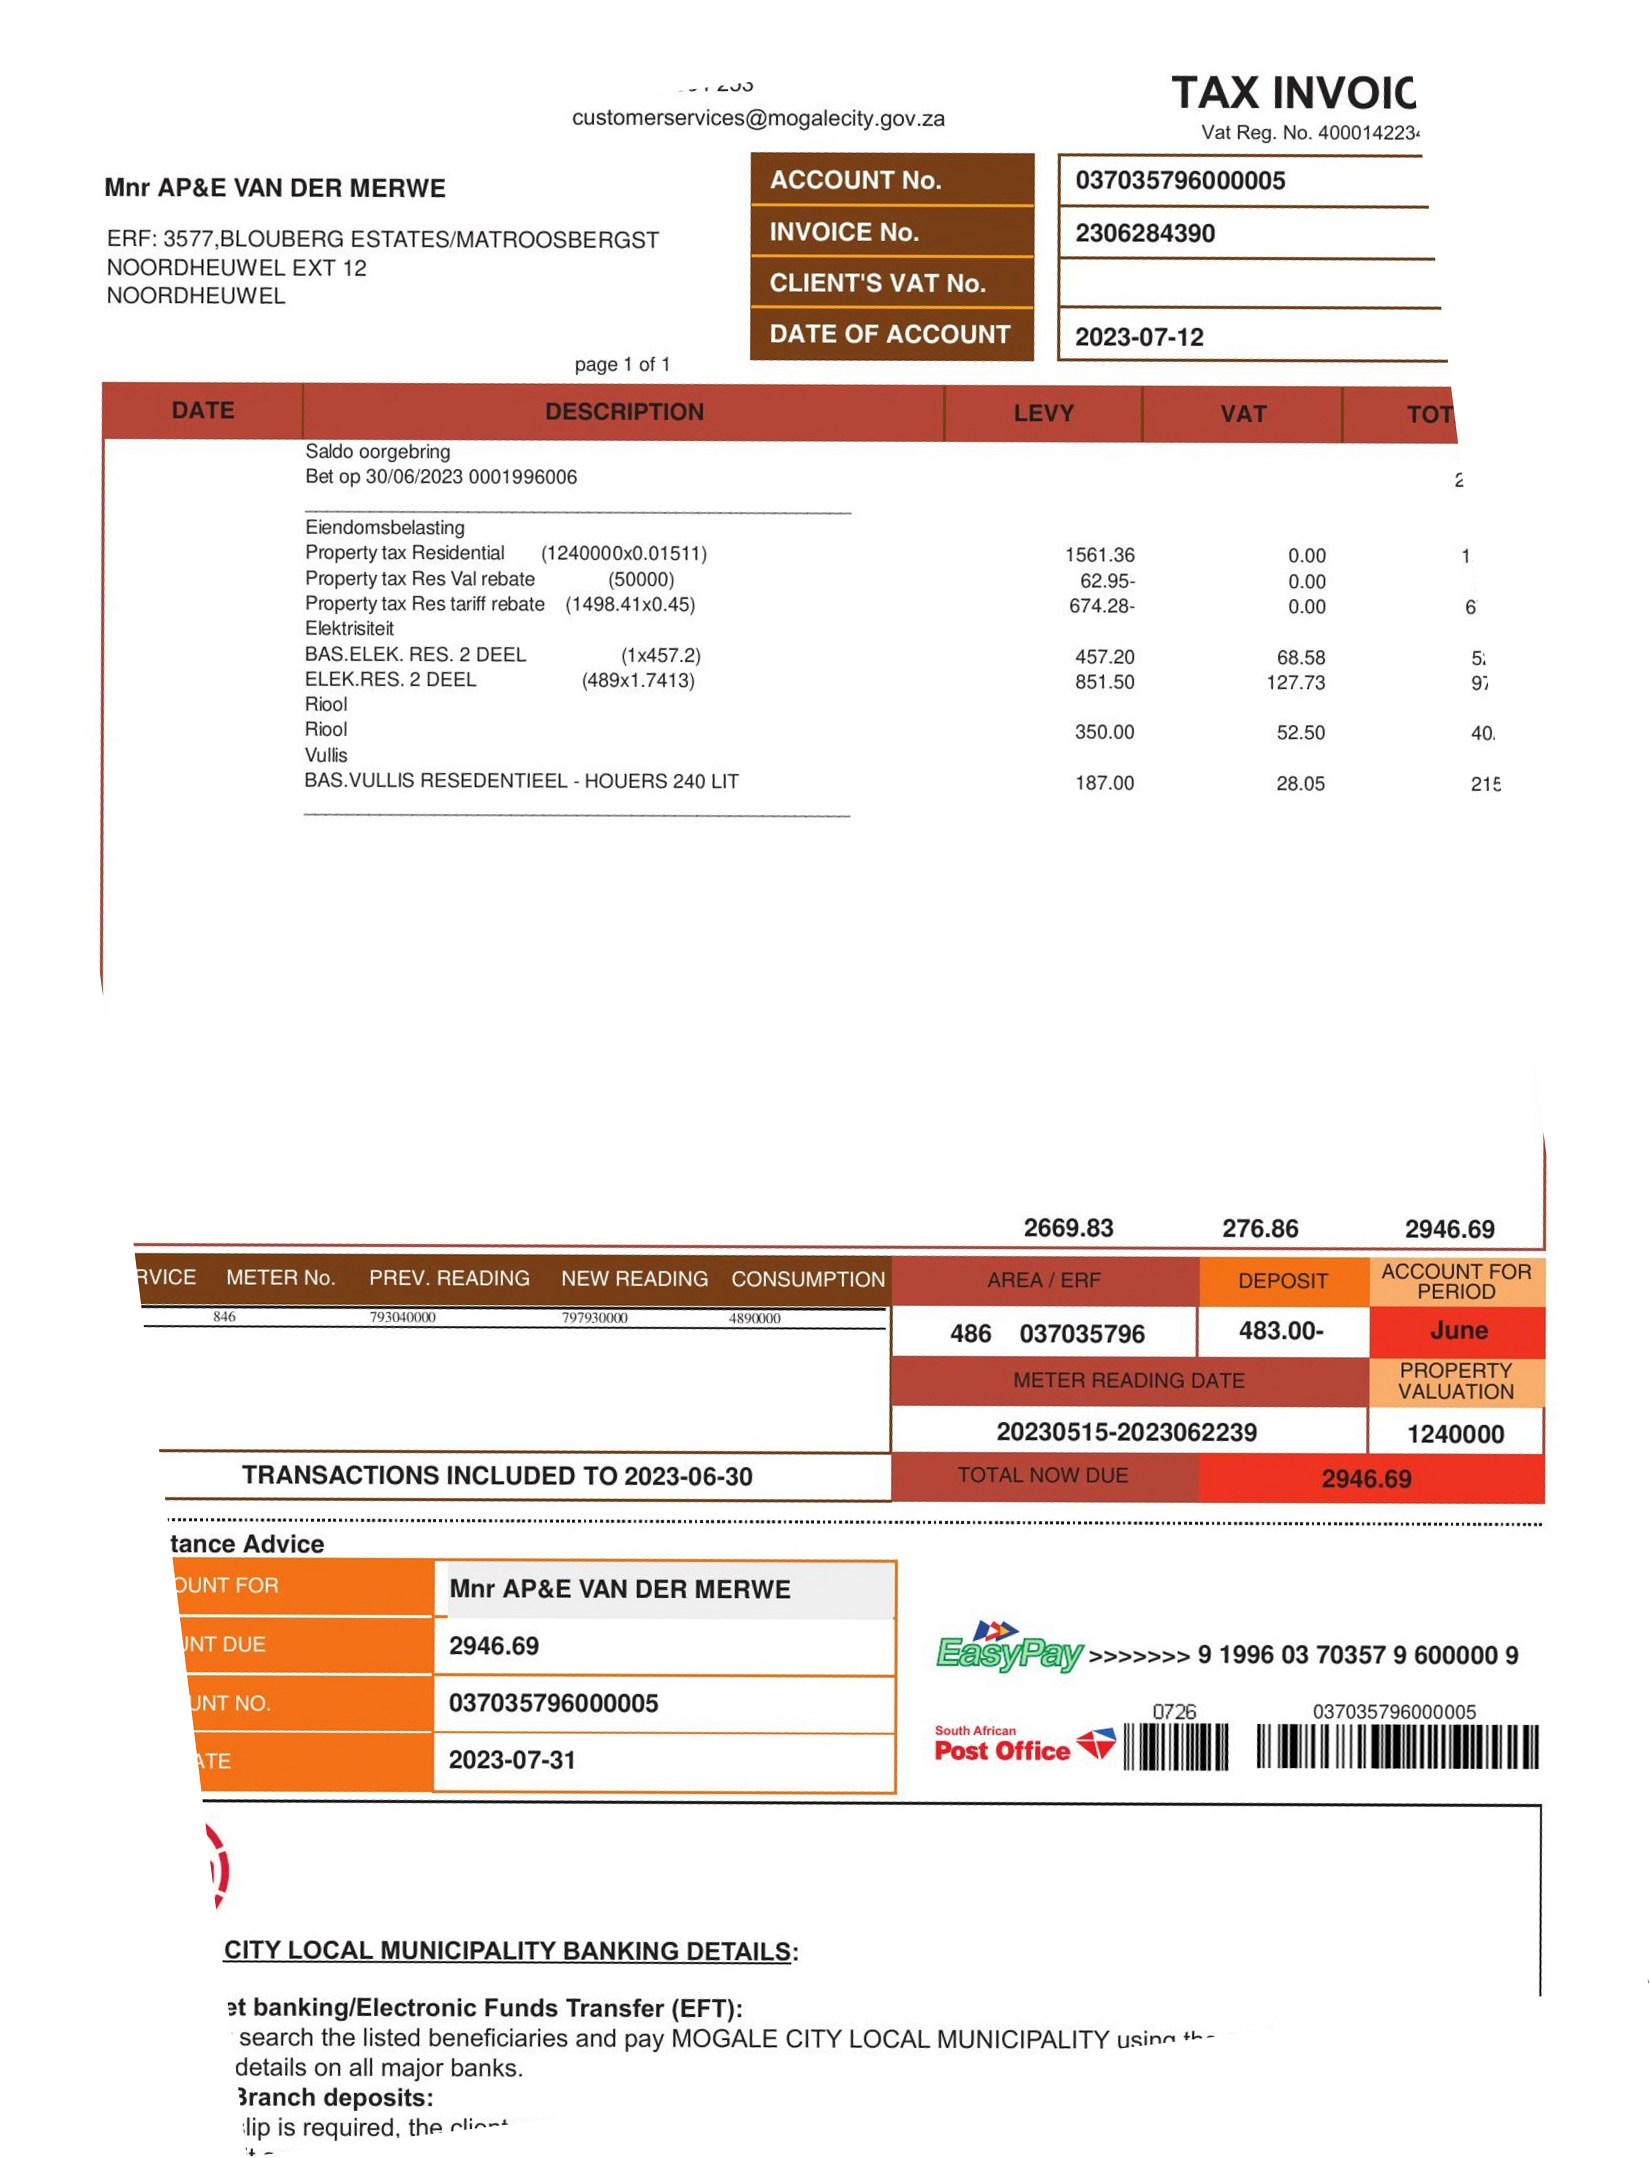 customerservices@mogalecity.gov.za
TAX INVOIC
Vat Reg. No. 400014223
Mnr AP&E VAN DER MERWE
ERF: 3577,BLOUBERG ESTATES/MATROOSBERGST
NOORDHEUWEL EXT 12
NOORDHEUWEL
ACCOUNT No. 037035796000005
INVOICE No. 2306284390
CLIENT'S VAT No.
DATE OF ACCOUNT 2023-07-12
page 1 of 1
DATE DESCRIPTION LEVY VAT TOT
Saldo oorgebring
Bet op 30/06/2023 0001996006 2
Eiendomsbelasting
Property tax Residential (1240000x0.01511) 1561.36 0.00 1
Property tax Res Val rebate (50000) 62.95- 0.00
Property tax Res tariff rebate (1498.41x0.45) 674.28- 0.00 6
Elektrisiteit
BAS.ELEK. RES. 2 DEEL (1x457.2) 457.20 68.58 5
ELEK.RES. 2 DEEL (489x1.7413) 851.50 127.73 97
Riool
Riool 350.00 52.50 40
Vullis
BAS.VULLIS RESEDENTIEEL - HOUERS 240 LIT 187.00 28.05 215
2669.83 276.86 2946.69
RVICE METER No. PREV. READING NEW READING CONSUMPTION AREA / ERF DEPOSIT ACCOUNT FOR PERIOD
846 793040000 797930000 4890000
486 037035796 483.00- June
METER READING DATE PROPERTY VALUATION
20230515-2023062239 1240000
TRANSACTIONS INCLUDED TO 2023-06-30 TOTAL NOW DUE 2946.69
tance Advice
OUNT FOR Mnr AP&E VAN DER MERWE
UNT DUE 2946.69
UNT NO. 037035796000005
ATE 2023-07-31
EasyPay >>>>>>> 9 1996 03 70357 9 600000 9
0726 037035796000005
South African
Post Office
CITY LOCAL MUNICIPALITY BANKING DETAILS:
et banking/Electronic Funds Transfer (EFT):
search the listed beneficiaries and pay MOGALE CITY LOCAL MUNICIPALITY using
details on all major banks.
Branch deposits:
lip is required, the client